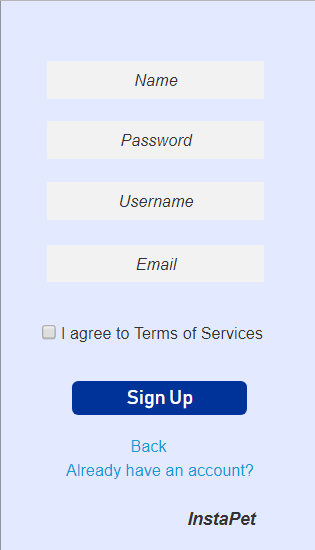 Name
Password
Username
Email
I agree to Terms of Services
Sign Up
Back
Already have an account?
InstaPet